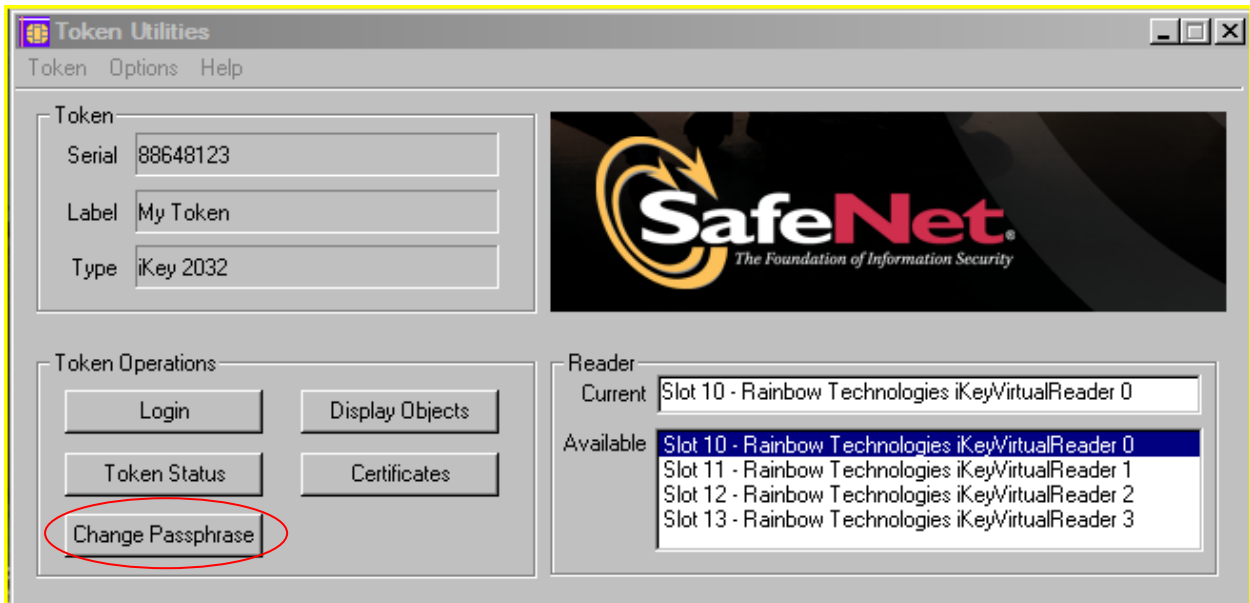 Token Utilities
Token Options Help
Token
Serial 88648123
Label My Token
Type iKey 2032
SafeNet®
The Foundation of Information Security
Token Operations
Login Display Objects
Token Status Certificates
Change Passphrase
Reader
Current Slot 10 - Rainbow Technologies iKeyVirtualReader 0
Available Slot 10 - Rainbow Technologies iKeyVirtualReader 0
Slot 11 - Rainbow Technologies iKeyVirtualReader 1
Slot 12 - Rainbow Technologies iKeyVirtualReader 2
Slot 13 - Rainbow Technologies iKeyVirtualReader 3